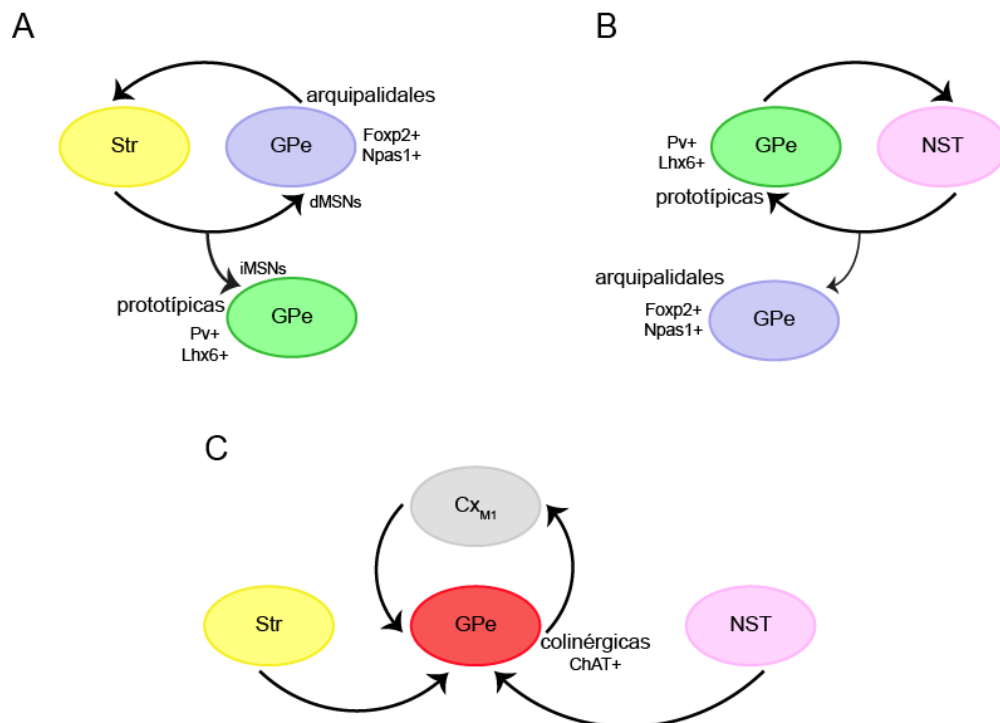 A
arquipalidales
Str
GPe
Foxp2+
Npas1+
dMSNs
iMSNs
prototípicas
GPe
Pv+
Lhx6+
B
Pv+
Lhx6+
GPe
NST
prototípicas
arquipalidales
Foxp2+
Npas1+
GPe
C
CxM1
Str
GPe
NST
colinérgicas
ChAT+